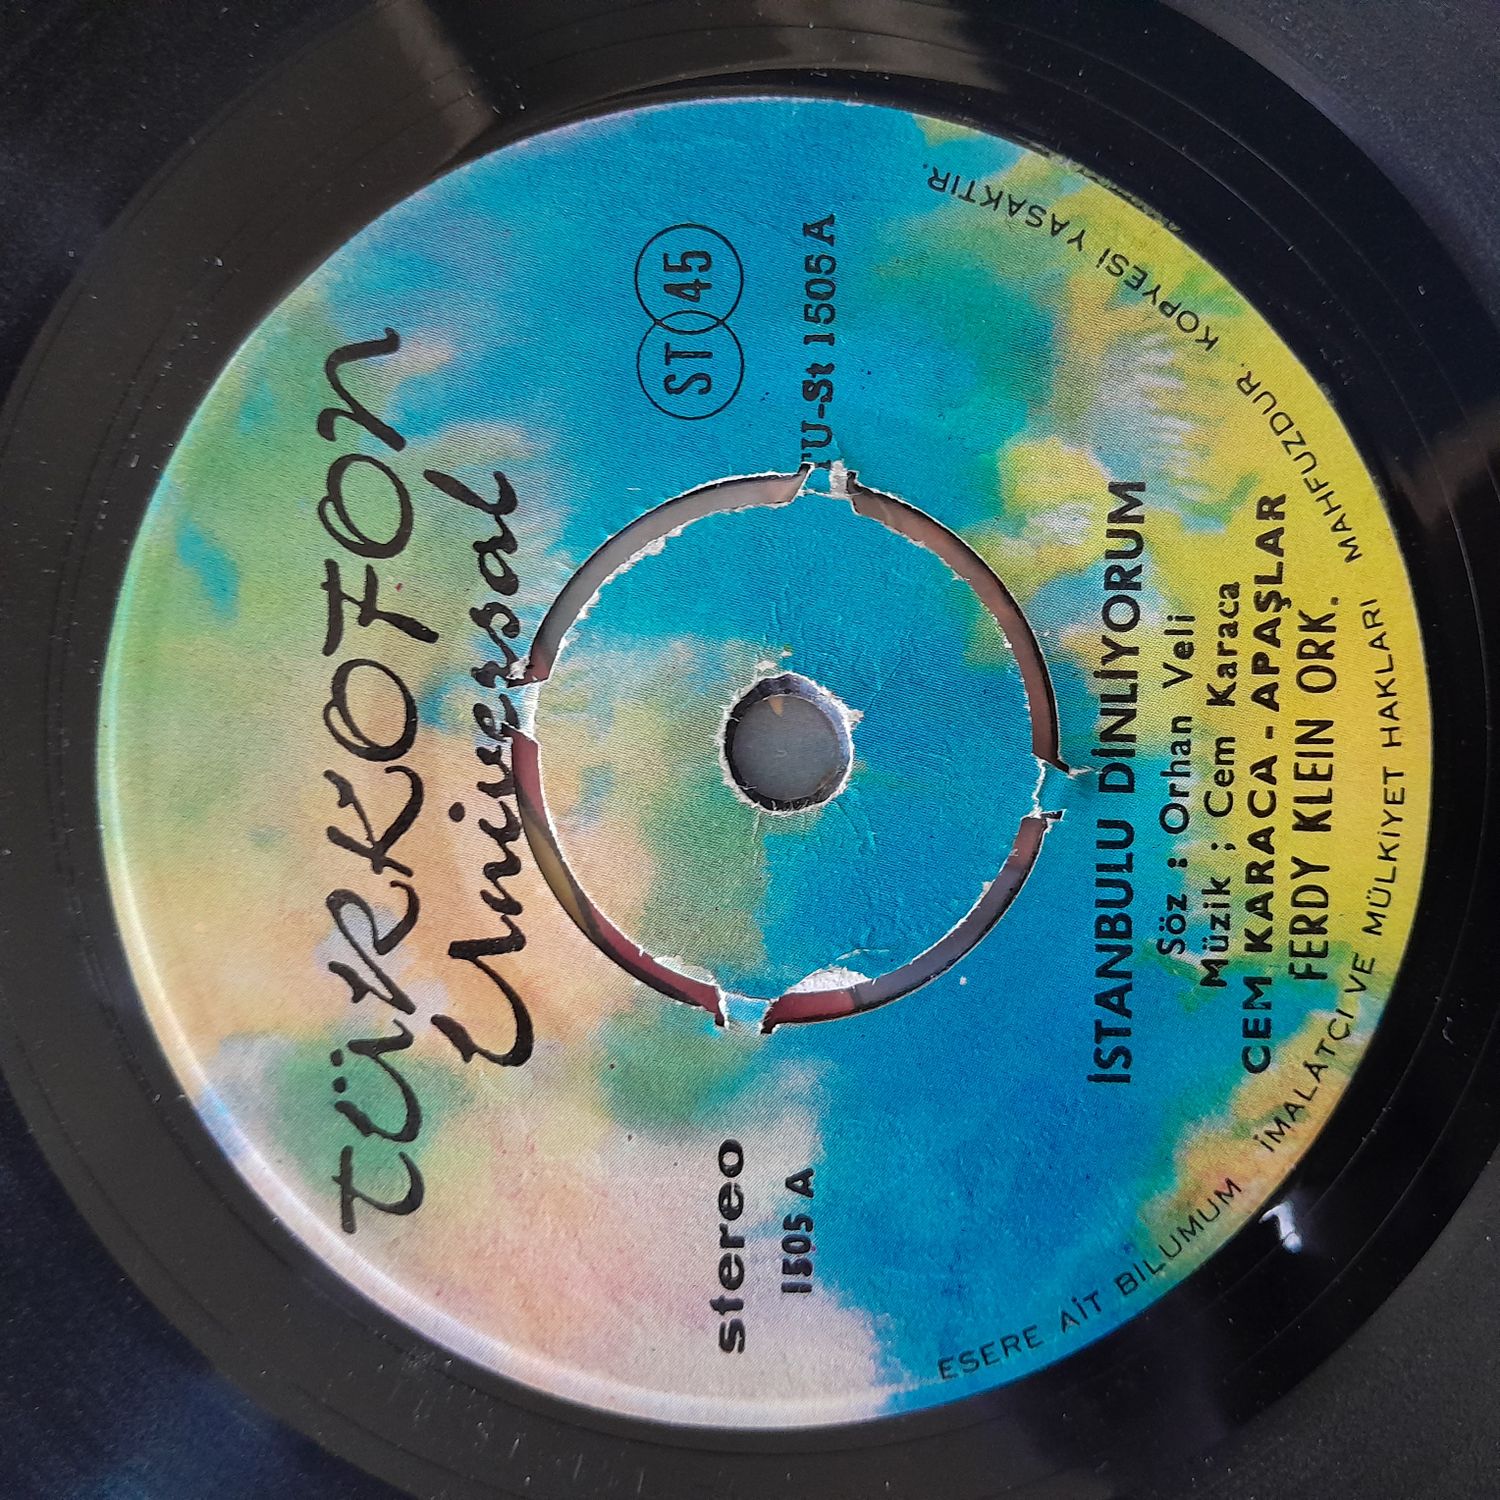 tÜRKOFON
Universal
stereo
1505 A
ST 45
TU-St 1505 A
İSTANBULU DİNLİYORUM
Söz : Orhan Veli
Müzik ; Cem Karaca
CEM KARACA - APAŞLAR
FERDY KLEIN ORK.
ESERE AİT BİLUMUM İMALÂTCI VE MÜLKİYET HAKLARI MAHFUZDUR. KOPYESİ YASAKTIR.